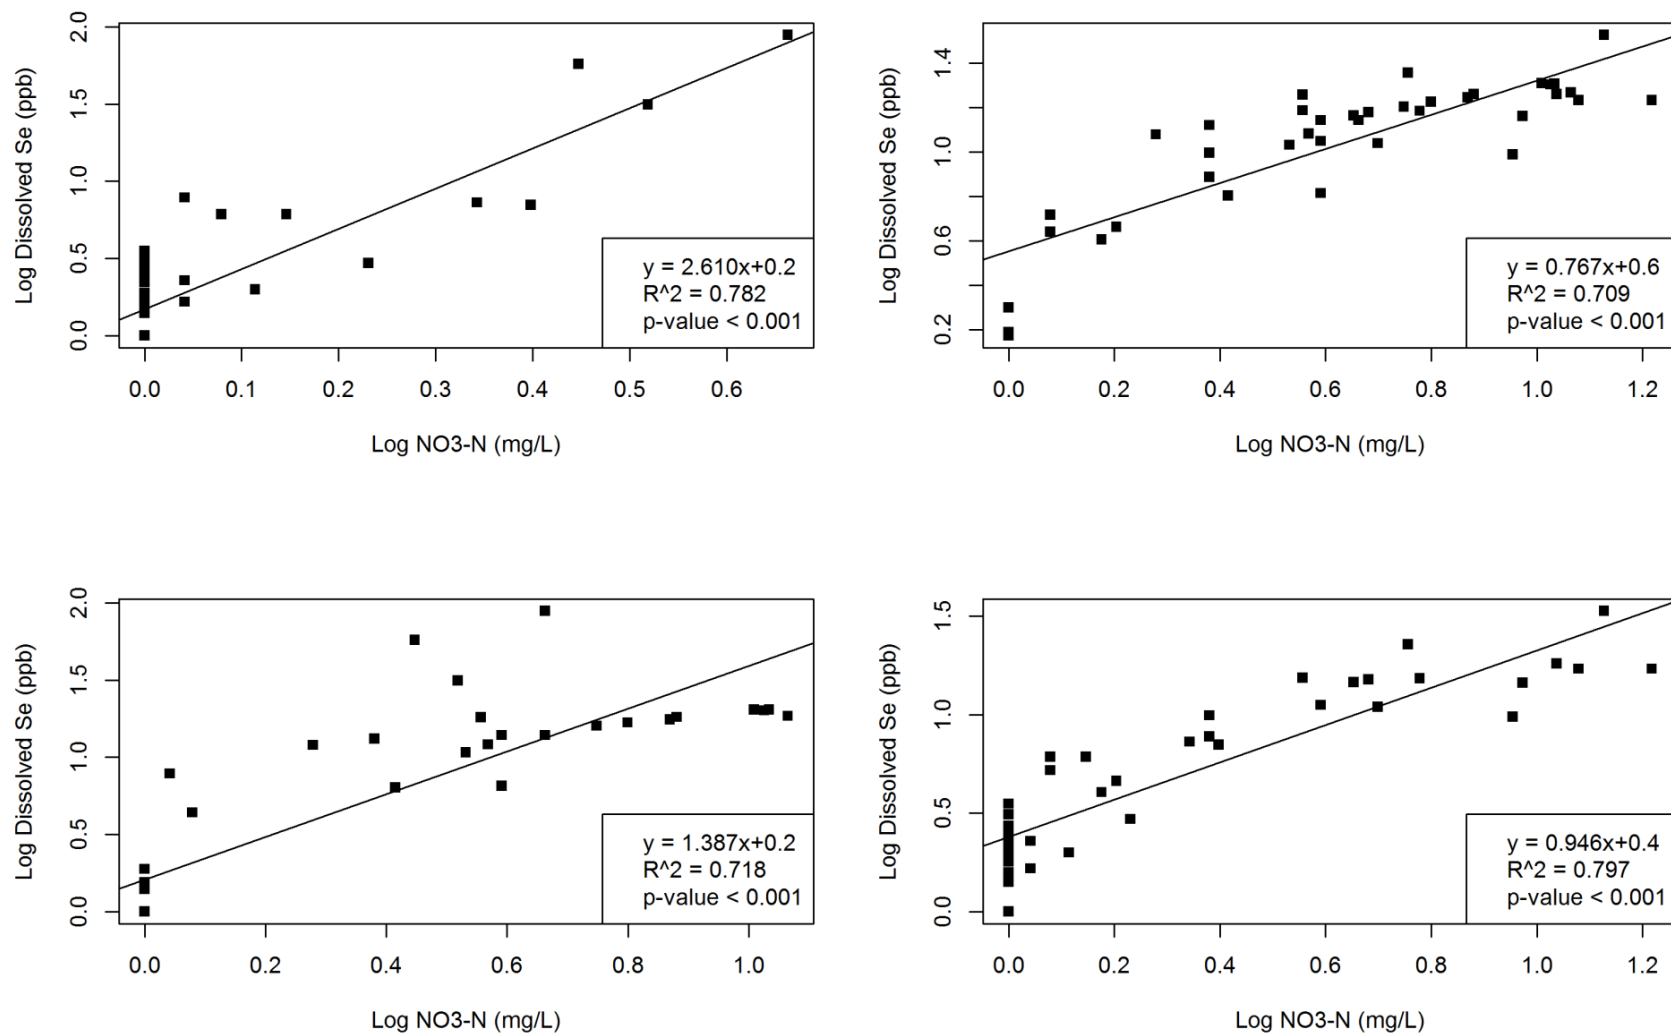 Log Dissolved Se (ppb)
2.0
1.5
1.0
0.5
0.0
y = 2.610x+0.2
R^2 = 0.782
p-value < 0.001
0.0 0.1 0.2 0.3 0.4 0.5 0.6
Log NO3-N (mg/L)
Log Dissolved Se (ppb)
1.4
1.0
0.6
0.2
y = 0.767x+0.6
R^2 = 0.709
p-value < 0.001
0.0 0.2 0.4 0.6 0.8 1.0 1.2
Log NO3-N (mg/L)
Log Dissolved Se (ppb)
2.0
1.5
1.0
0.5
0.0
y = 1.387x+0.2
R^2 = 0.718
p-value < 0.001
0.0 0.2 0.4 0.6 0.8 1.0
Log NO3-N (mg/L)
Log Dissolved Se (ppb)
1.5
1.0
0.5
0.0
y = 0.946x+0.4
R^2 = 0.797
p-value < 0.001
0.0 0.2 0.4 0.6 0.8 1.0 1.2
Log NO3-N (mg/L)